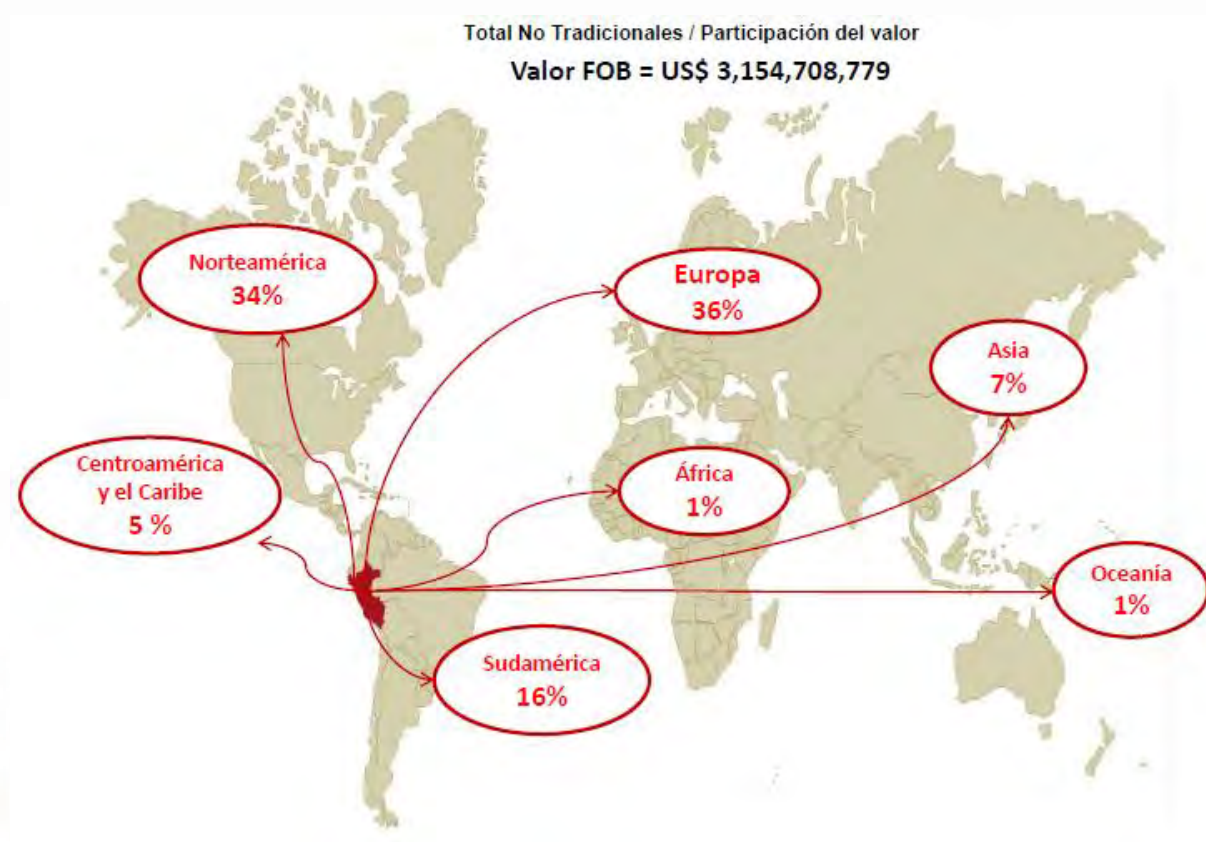 Total No Tradicionales / Participación del valor
Valor FOB = US$ 3,154,708,779
Norteamérica
34%
Europa
36%
Asia
7%
Centroamérica
y el Caribe
5 %
África
1%
Oceanía
1%
Sudamérica
16%